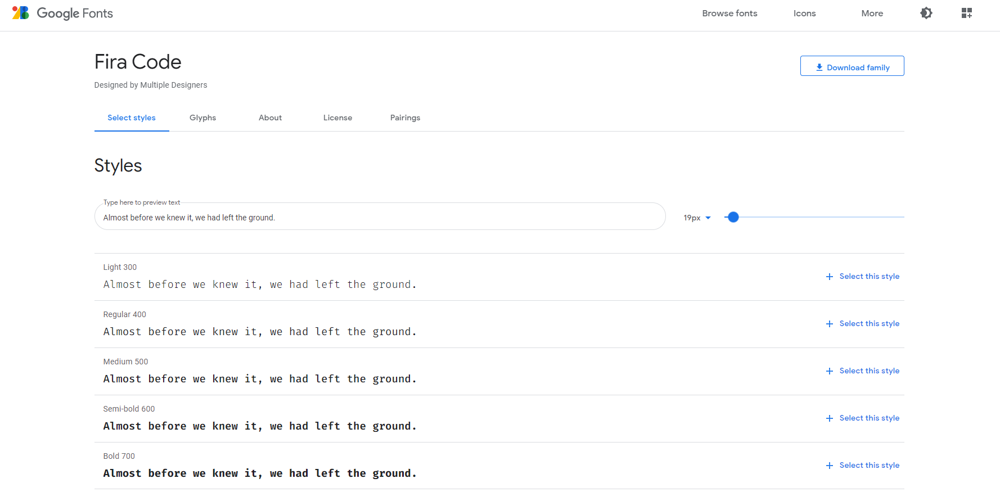 Google Fonts
Browse fonts
Icons
More
Fira Code
Download family
Designed by Multiple Designers
Select styles
Glyphs
About
License
Pairings
Styles
Type here to preview text
Almost before we knew it, we had left the ground.
19px
Light 300
Almost before we knew it, we had left the ground.
Select this style
Regular 400
Almost before we knew it, we had left the ground.
Select this style
Medium 500
Almost before we knew it, we had left the ground.
Select this style
Semi-bold 600
Almost before we knew it, we had left the ground.
Select this style
Bold 700
Almost before we knew it, we had left the ground.
Select this style